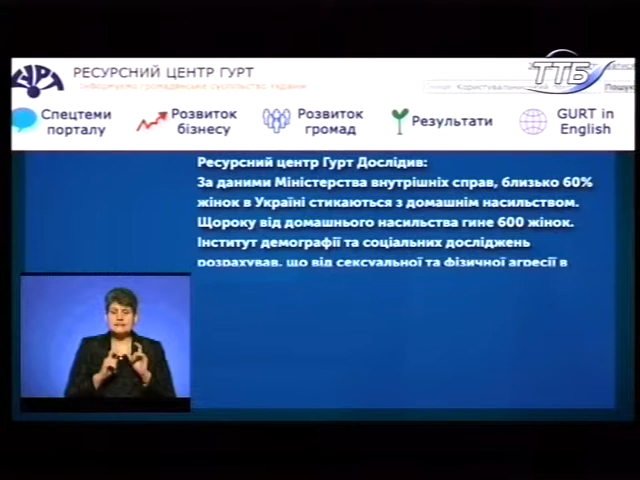 ТТБ
ГУРТ
РЕСУРСНИЙ ЦЕНТР ГУРТ
Інформуємо громадянське суспільство України
Пошук
Спецтеми
порталу
Розвиток
бізнесу
Розвиток
громад
Результати
GURT in
English
Ресурсний центр Гурт Дослідив:
За даними Міністерства внутрішніх справ, близько 60%
жінок в Україні стикаються з домашнім насильством.
Щороку від домашнього насильства гине 600 жінок.
Інститут демографії та соціальних досліджень
розрахував, що від сексуальної та фізичної агресії в